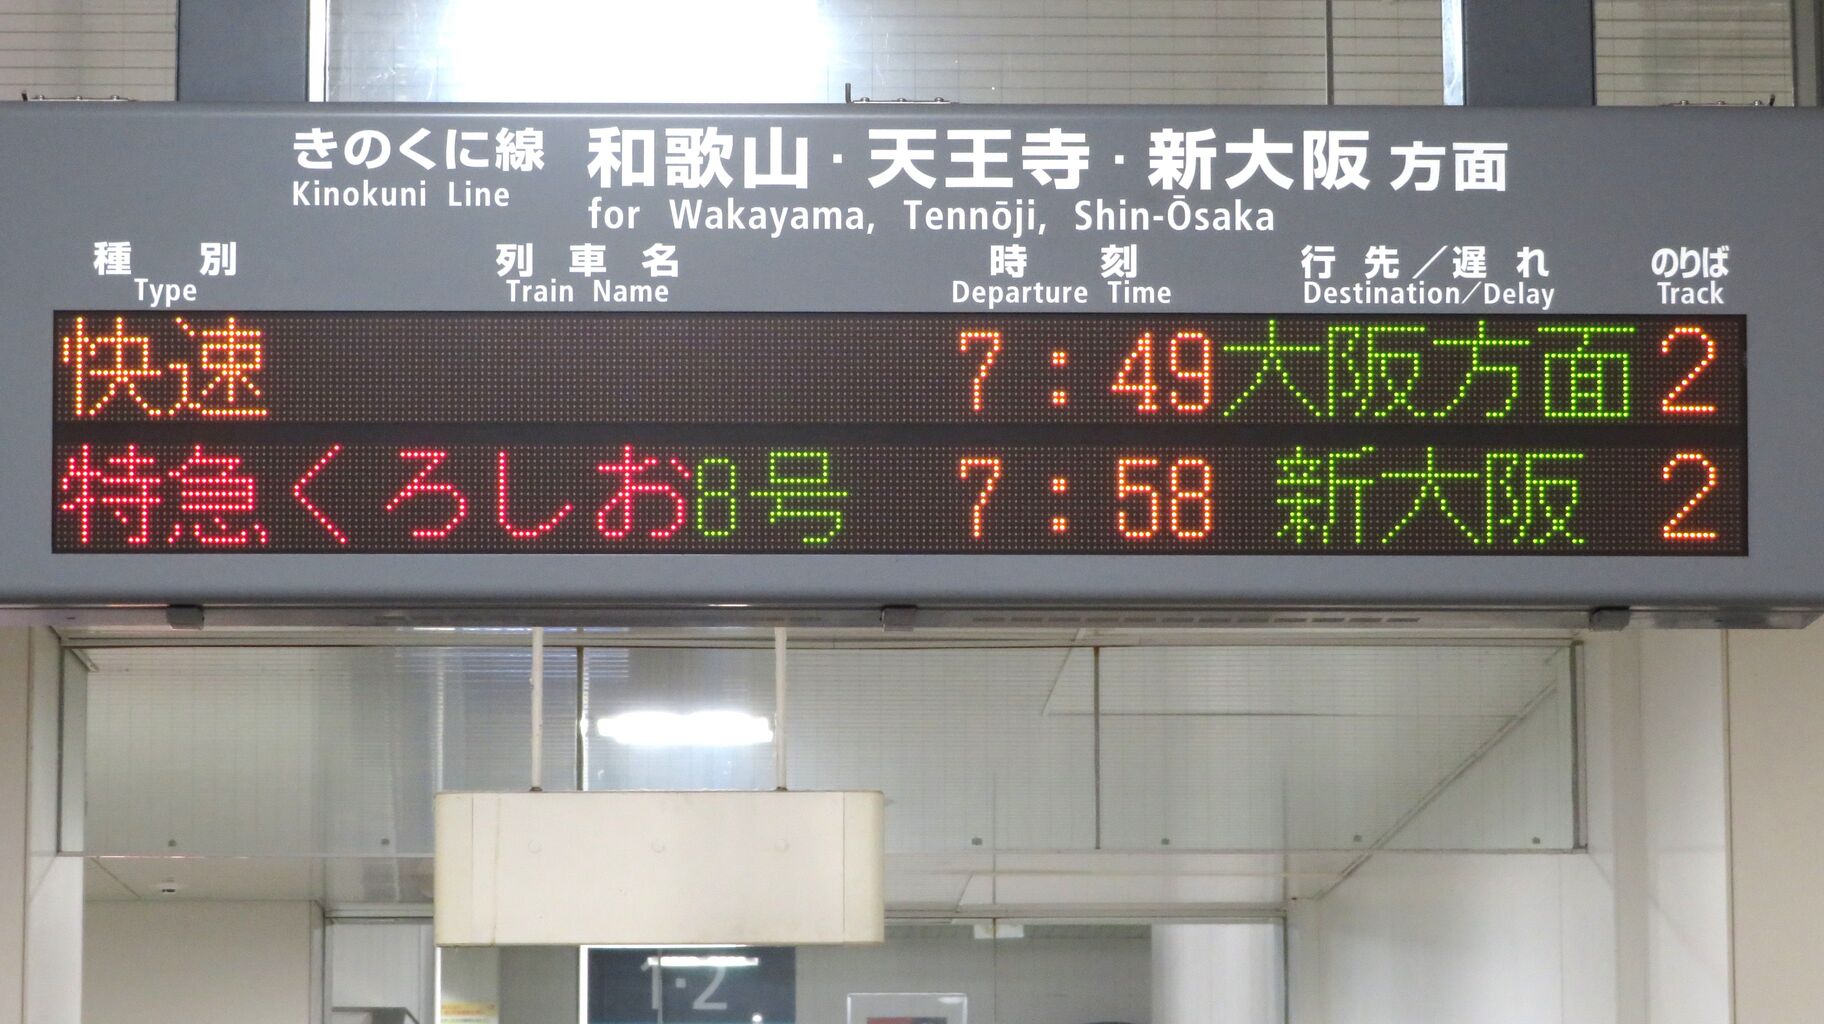 きのくに線 和歌山・天王寺・新大阪 方面
Kinokuni Line for Wakayama, Tennōji, Shin-Ōsaka
種別 列車名 時刻 行先/遅れ のりば
Type Train Name Departure Time Destination/Delay Track
快速 7:49 大阪方面 2
特急くろしお8号 7:58 新大阪 2
1・2